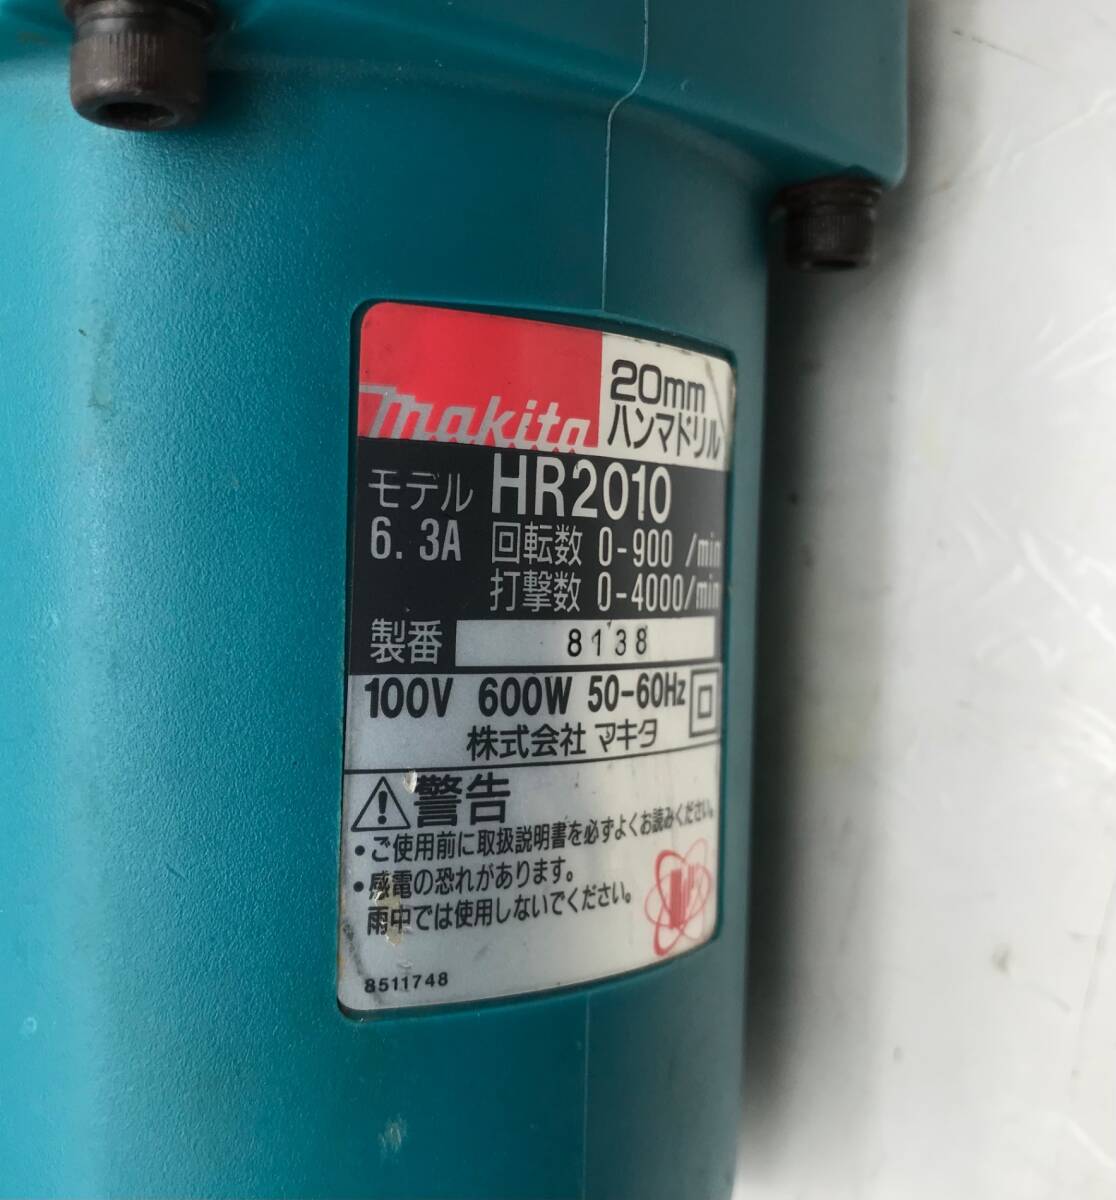 makita
20mm
ハンマドリル
モデル HR2010
6.3A 回転数 0-900 /min
打撃数 0-4000/min
製番 8138
100V 600W 50-60Hz
株式会社 マキタ
警告
・ご使用前に取扱説明書を必ずよくお読みください。
・感電の恐れがあります。
雨中では使用しないでください。
8511748